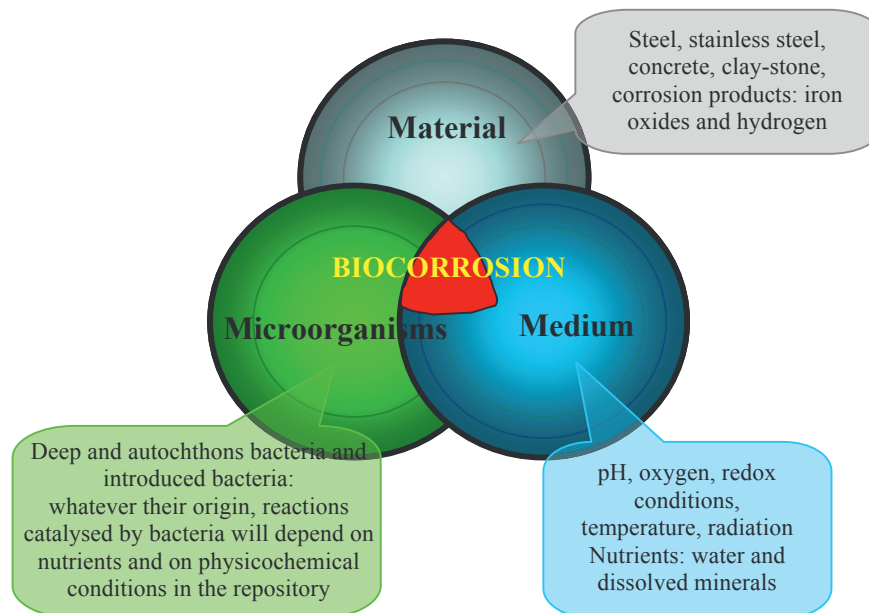 Steel, stainless steel,
concrete, clay-stone,
corrosion products: iron
oxides and hydrogen
Material
BIOCORROSION
Microorganisms
Medium
Deep and autochthons bacteria and
introduced bacteria:
whatever their origin, reactions
catalysed by bacteria will depend on
nutrients and on physicochemical
conditions in the repository
pH, oxygen, redox
conditions,
temperature, radiation
Nutrients: water and
dissolved minerals